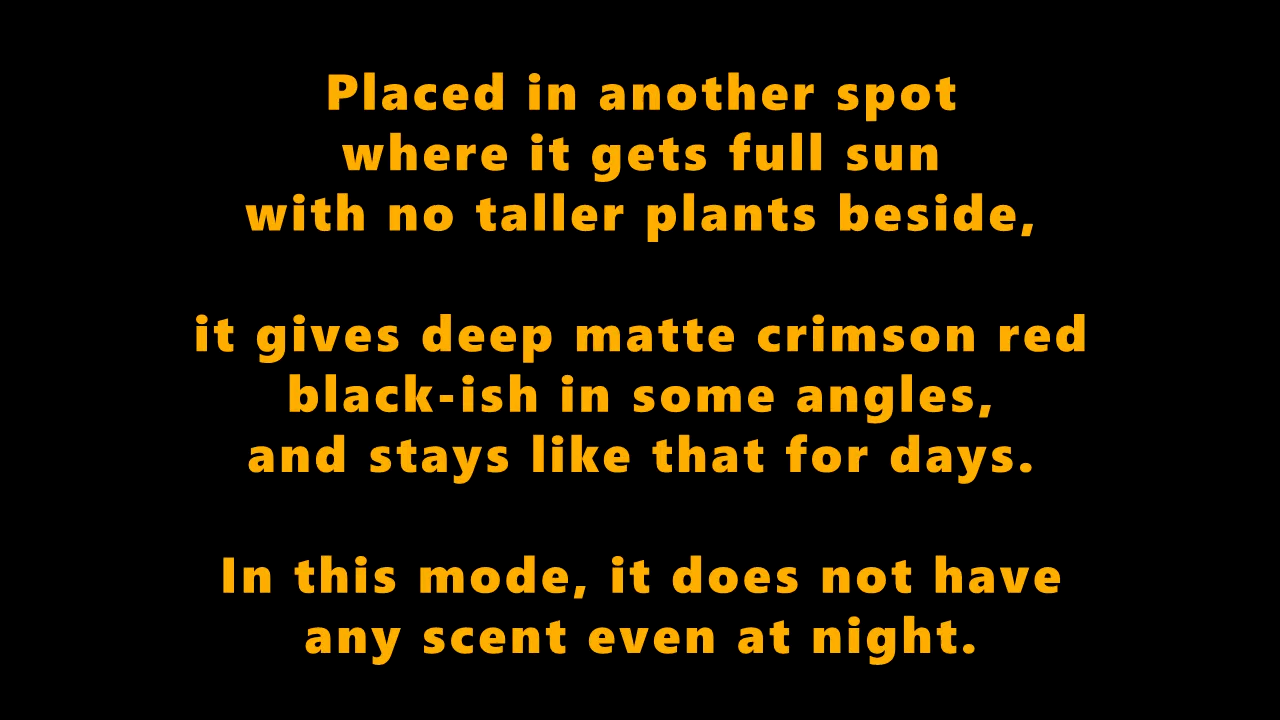 Placed in another spot
where it gets full sun
with no taller plants beside,
it gives deep matte crimson red
black-ish in some angles,
and stays like that for days.
In this mode, it does not have
any scent even at night.